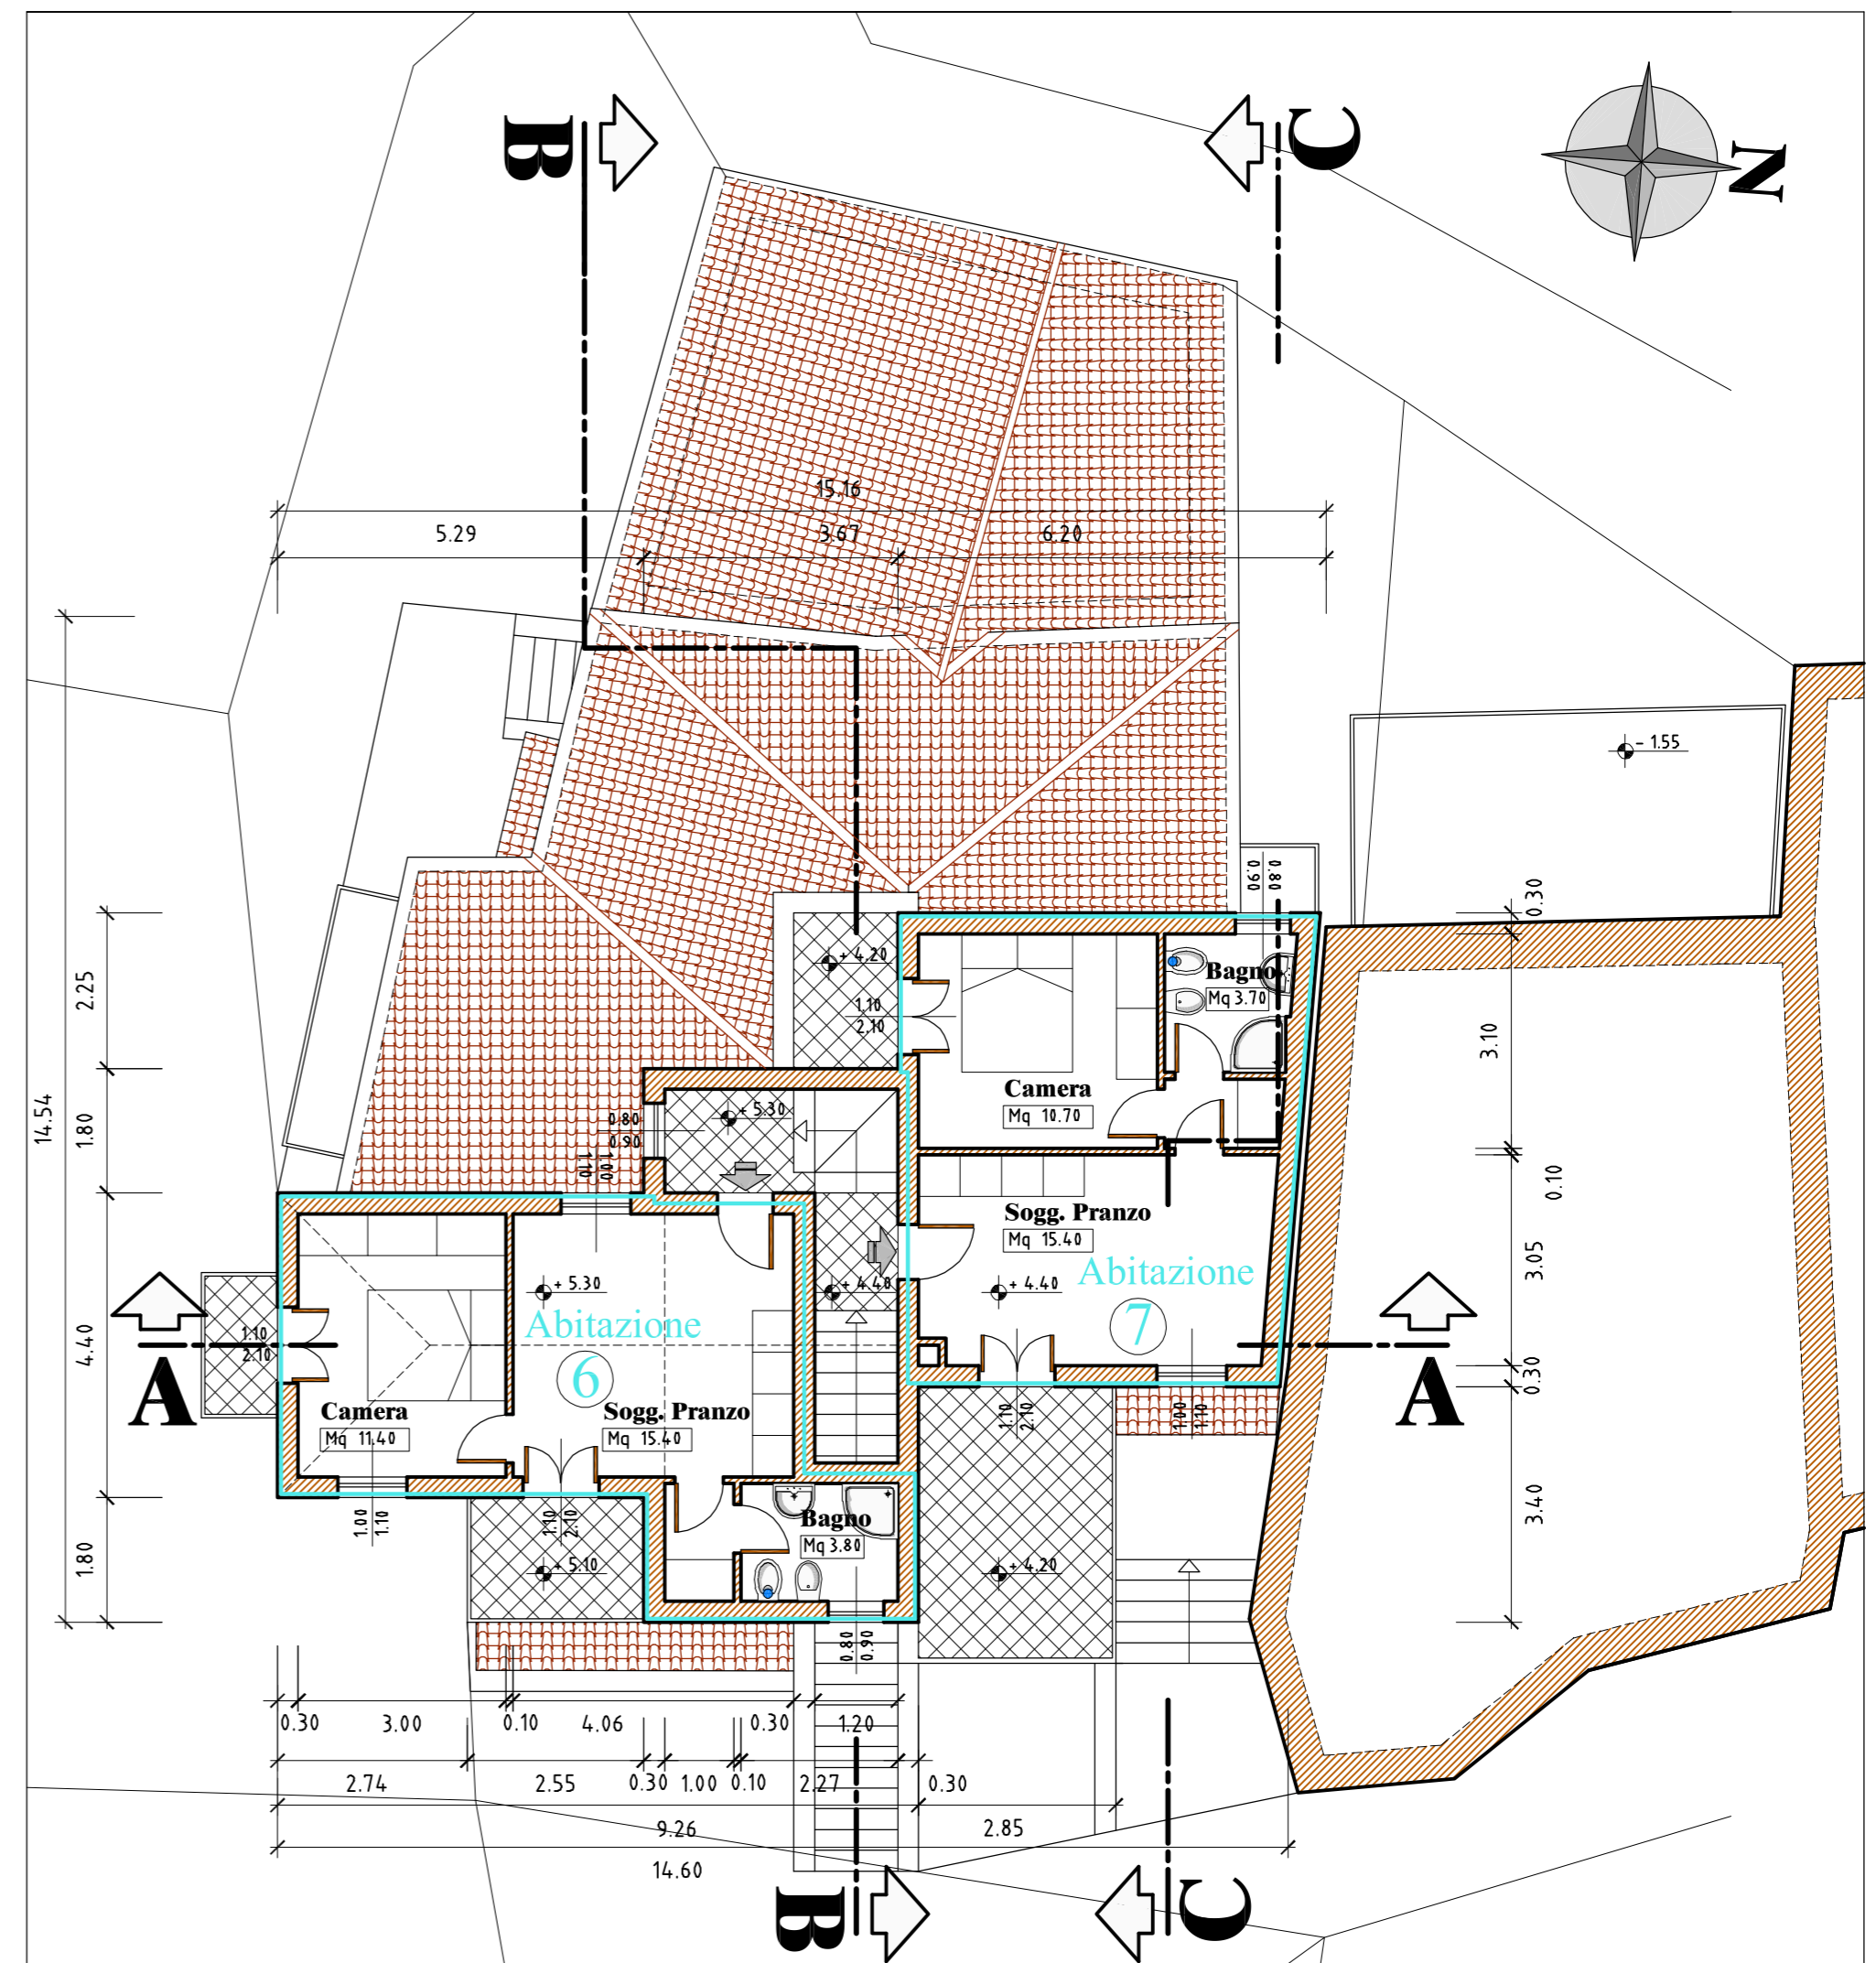 B
C
N
15.16
5.29
3.67
6.20
- 1.55
0.90
0.80
0.30
+ 4.20
Bagno
Mq 3.70
2.25
1.10
2.10
3.10
Camera
Mq 10.70
14.54
1.80
0.80
0.90
+ 5.30
1.10
1.00
0.10
Sogg. Pranzo
Mq 15.40
Abitazione
7
3.05
+ 5.30
+ 4.40
+ 4.40
Abitazione
6
4.40
1.10
2.10
A
A
0.30
Camera
Mq 11.40
Sogg. Pranzo
Mq 15.40
1.10
2.10
1.00
1.10
1.00
1.10
1.10
2.10
Bagno
Mq 3.80
3.40
1.80
+ 5.10
+ 4.20
0.80
0.90
0.30
3.00
0.10
4.06
0.30
1.20
2.74
2.55
0.30
1.00
0.10
2.27
0.30
9.26
2.85
14.60
B
C